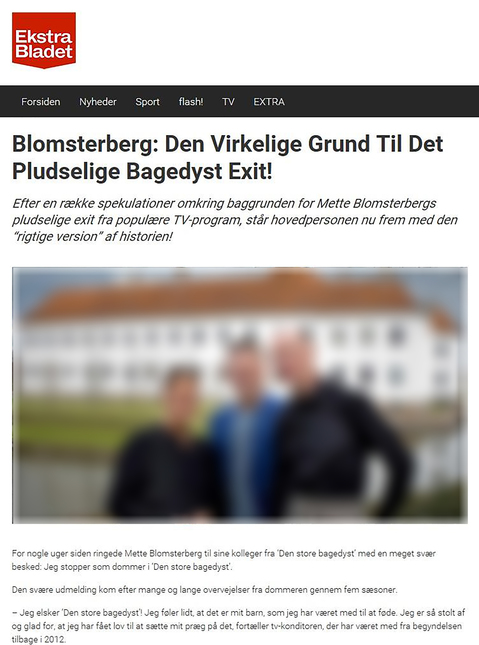 Ekstra
Bladet
Forsiden Nyheder Sport flash! TV EXTRA
Blomsterberg: Den Virkelige Grund Til Det
Pludselige Bagedyst Exit!
Efter en række spekulationer omkring baggrunden for Mette Blomsterbergs
pludselige exit fra populære TV-program, står hovedpersonen nu frem med den
“rigtige version” af historien!
For nogle uger siden ringede Mette Blomsterberg til sine kolleger fra 'Den store bagedyst' med en meget svær
besked: Jeg stopper som dommer i 'Den store bagedyst'.
Den svære udmelding kom efter mange og lange overvejelser fra dommeren gennem fem sæsoner.
– Jeg elsker 'Den store bagedyst'! Jeg føler lidt, at det er mit barn, som jeg har været med til at føde. Jeg er så stolt af
og glad for, at jeg har fået lov til at sætte mit præg på det, fortæller tv-konditoren, der har været med fra begyndelsen
tilbage i 2012.